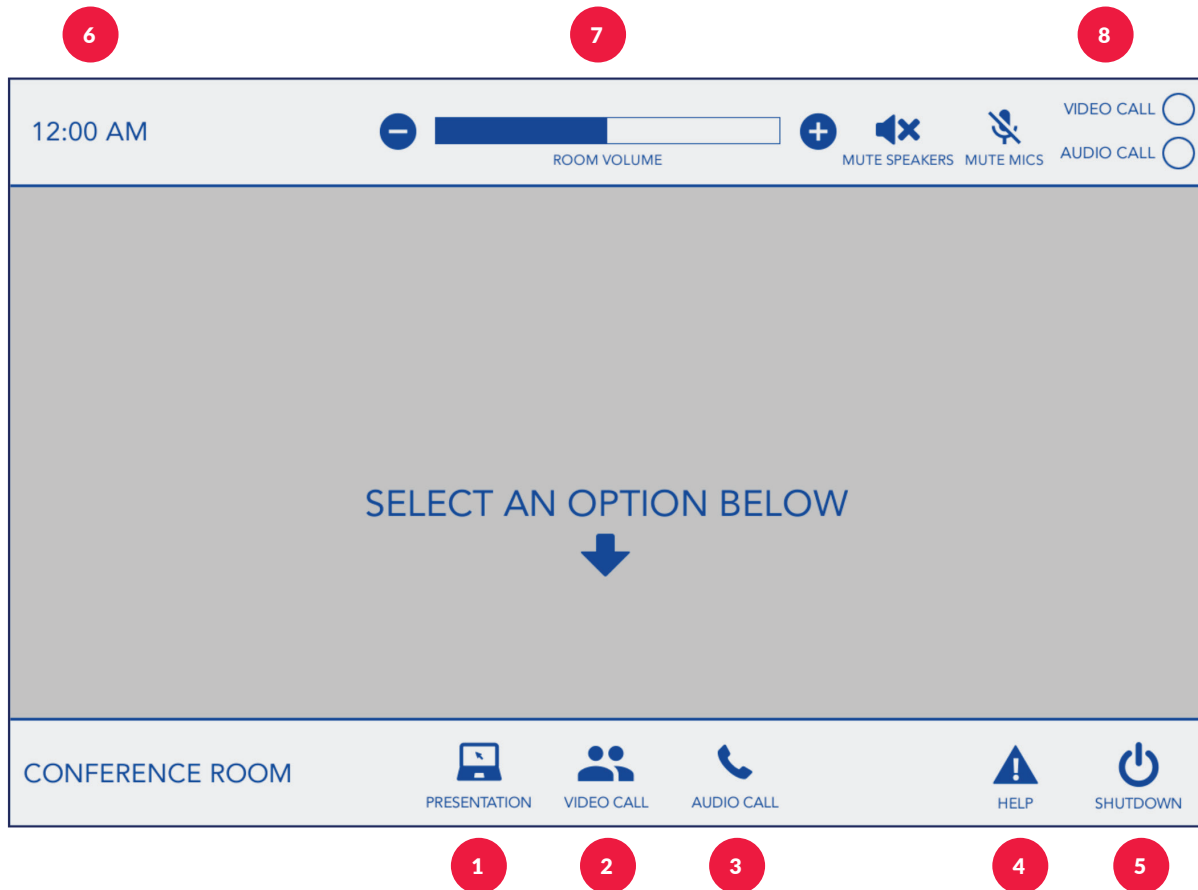 6
7
8
12:00 AM
ROOM VOLUME
MUTE SPEAKERS
MUTE MICS
VIDEO CALL
AUDIO CALL
SELECT AN OPTION BELOW
CONFERENCE ROOM
PRESENTATION
VIDEO CALL
AUDIO CALL
HELP
SHUTDOWN
1
2
3
4
5